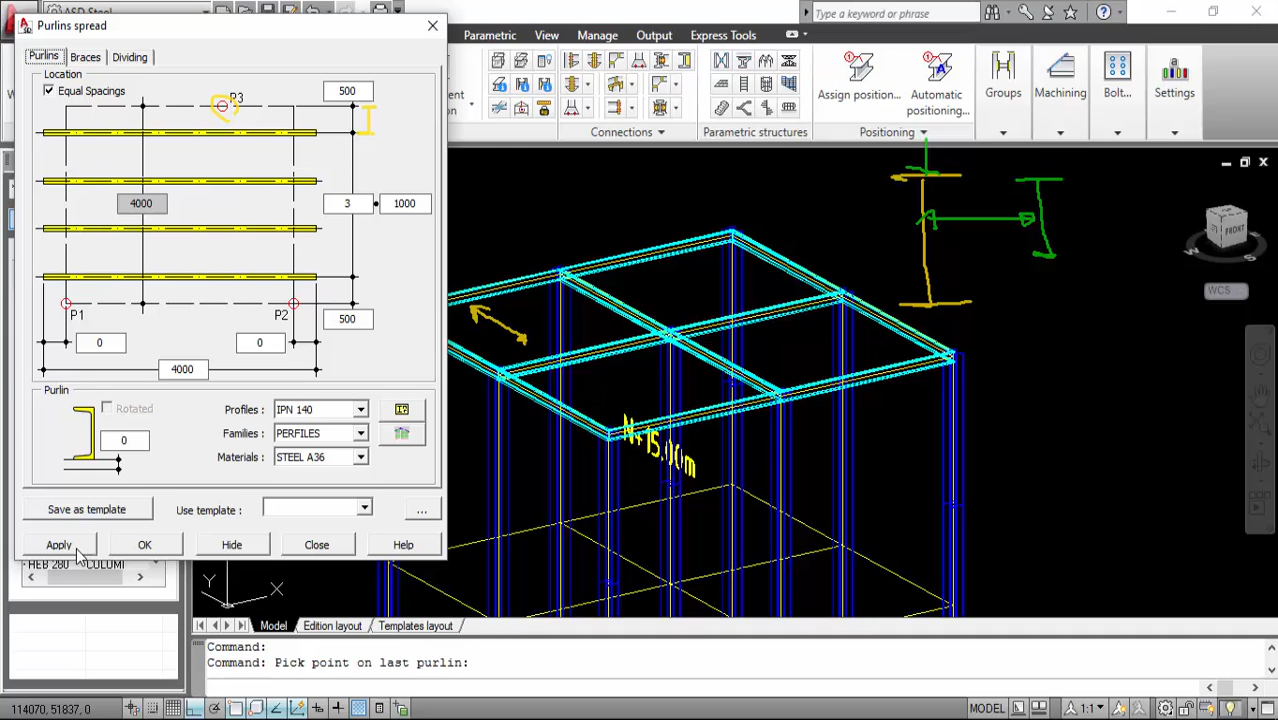 Purlins spread
Type a keyword or phrase
Parametric View Manage Output Express Tools
Purlins Braces Dividing
Location
Equal Spacings
P3
500
4000
3 1000
P1 P2
500
0 0
4000
Purlin
Rotated
0
Profiles : IPN 140
Families : PERFILES
Materials : STEEL A36
Save as template Use template : ...
Apply OK Hide Close Help
Assign position... Automatic positioning...
Groups Machining Bolt... Settings
Connections Parametric structures Positioning
FRONT
W S
WCS
N+15.00m
HEB 280
Y X
Model Edition layout Templates layout
Command:
Command: Pick point on last purlin:
114070, 51837, 0
MODEL 1:1